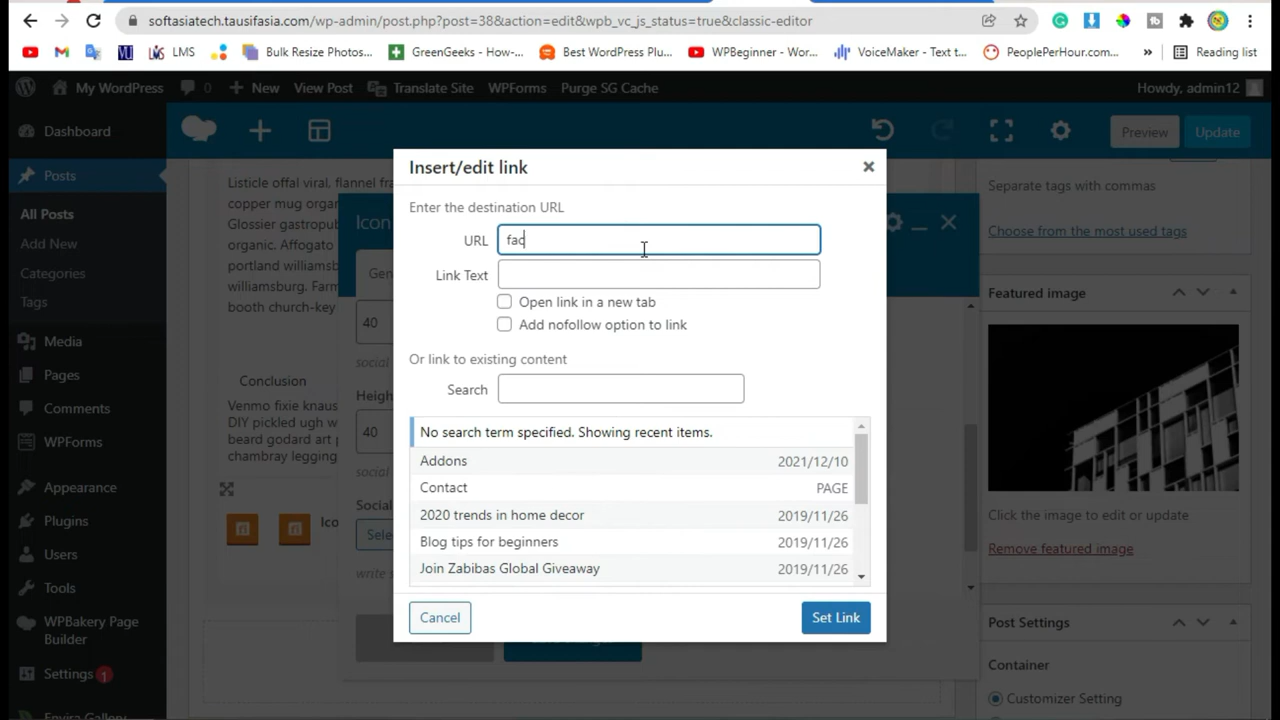 softasiatech.tausifasia.com/wp-admin/post.php?post=38&action=edit&wpb_vc_js_status=true&classic-editor
LMS
Bulk Resize Photos...
GreenGeeks - How-...
Best WordPress Plu...
WPBeginner - Wor...
VoiceMaker - Text t...
PeoplePerHour.com...
»
Reading list
My WordPress
0
New
View Post
Translate Site
WPForms
Purge SG Cache
Howdy, admin12
Dashboard
Posts
All Posts
Add New
Categories
Tags
Media
Pages
Comments
WPForms
Appearance
Plugins
Users
Tools
WPBakery Page
Builder
Settings 1
Envira Gallery
Preview
Update
Listicle offal viral, flannel fra
copper mug organ
Glossier gastropub
organic. Affogato
portland williamsb
williamsburg. Farm
booth church-key
Conclusion
Venmo fixie knaus
DIY pickled ugh w
beard godard art p
chambray legging
Ico
Icon
Gen
40
social
Heigh
40
social
Social
Sele
write s
Insert/edit link
Enter the destination URL
URL
fac
Link Text
Open link in a new tab
Add nofollow option to link
Or link to existing content
Search
No search term specified. Showing recent items.
Addons 2021/12/10
Contact PAGE
2020 trends in home decor 2019/11/26
Blog tips for beginners 2019/11/26
Join Zabibas Global Giveaway 2019/11/26
Cancel
Set Link
Separate tags with commas
Choose from the most used tags
Featured image
Click the image to edit or update
Remove featured image
Post Settings
Container
Customizer Setting